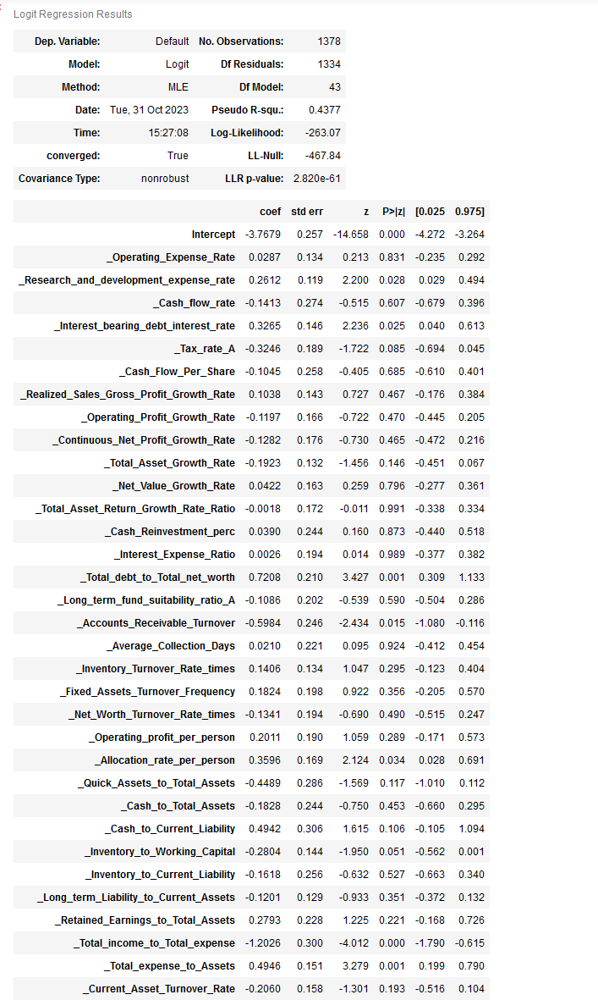 Logit Regression Results
Dep. Variable: Default No. Observations: 1378
Model: Logit Df Residuals: 1334
Method: MLE Df Model: 43
Date: Tue, 31 Oct 2023 Pseudo R-squ.: 0.4377
Time: 15:27:08 Log-Likelihood: -263.07
converged: True LL-Null: -467.84
Covariance Type: nonrobust LLR p-value: 2.820e-61
coef std err z P>|z| [0.025 0.975]
Intercept -3.7679 0.257 -14.658 0.000 -4.272 -3.264
_Operating_Expense_Rate 0.0287 0.134 0.213 0.831 -0.235 0.292
_Research_and_development_expense_rate 0.2612 0.119 2.200 0.028 0.029 0.494
_Cash_flow_rate -0.1413 0.274 -0.515 0.607 -0.679 0.396
_Interest_bearing_debt_interest_rate 0.3265 0.146 2.236 0.025 0.040 0.613
_Tax_rate_A -0.3246 0.189 -1.722 0.085 -0.694 0.045
_Cash_Flow_Per_Share -0.1045 0.258 -0.405 0.685 -0.610 0.401
_Realized_Sales_Gross_Profit_Growth_Rate 0.1038 0.143 0.727 0.467 -0.176 0.384
_Operating_Profit_Growth_Rate -0.1197 0.166 -0.722 0.470 -0.445 0.205
_Continuous_Net_Profit_Growth_Rate -0.1282 0.176 -0.730 0.465 -0.472 0.216
_Total_Asset_Growth_Rate -0.1923 0.132 -1.456 0.146 -0.451 0.067
_Net_Value_Growth_Rate 0.0422 0.163 0.259 0.796 -0.277 0.361
_Total_Asset_Return_Growth_Rate_Ratio -0.0018 0.172 -0.011 0.991 -0.338 0.334
_Cash_Reinvestment_perc 0.0390 0.244 0.160 0.873 -0.440 0.518
_Interest_Expense_Ratio 0.0026 0.194 0.014 0.989 -0.377 0.382
_Total_debt_to_Total_net_worth 0.7208 0.210 3.427 0.001 0.309 1.133
_Long_term_fund_suitability_ratio_A -0.1086 0.202 -0.539 0.590 -0.504 0.286
_Accounts_Receivable_Turnover -0.5984 0.246 -2.434 0.015 -1.080 -0.116
_Average_Collection_Days 0.0210 0.221 0.095 0.924 -0.412 0.454
_Inventory_Turnover_Rate_times 0.1406 0.134 1.047 0.295 -0.123 0.404
_Fixed_Assets_Turnover_Frequency 0.1824 0.198 0.922 0.356 -0.205 0.570
_Net_Worth_Turnover_Rate_times -0.1341 0.194 -0.690 0.490 -0.515 0.247
_Operating_profit_per_person 0.2011 0.190 1.059 0.289 -0.171 0.573
_Allocation_rate_per_person 0.3596 0.169 2.124 0.034 0.028 0.691
_Quick_Assets_to_Total_Assets -0.4489 0.286 -1.569 0.117 -1.010 0.112
_Cash_to_Total_Assets -0.1828 0.244 -0.750 0.453 -0.660 0.295
_Cash_to_Current_Liability 0.4942 0.306 1.615 0.106 -0.105 1.094
_Inventory_to_Working_Capital -0.2804 0.144 -1.950 0.051 -0.562 0.001
_Inventory_to_Current_Liability -0.1618 0.256 -0.632 0.527 -0.663 0.340
_Long_term_Liability_to_Current_Assets -0.1201 0.129 -0.933 0.351 -0.372 0.132
_Retained_Earnings_to_Total_Assets 0.2793 0.228 1.225 0.221 -0.168 0.726
_Total_income_to_Total_expense -1.2026 0.300 -4.012 0.000 -1.790 -0.615
_Total_expense_to_Assets 0.4946 0.151 3.279 0.001 0.199 0.790
_Current_Asset_Turnover_Rate -0.2060 0.158 -1.301 0.193 -0.516 0.104